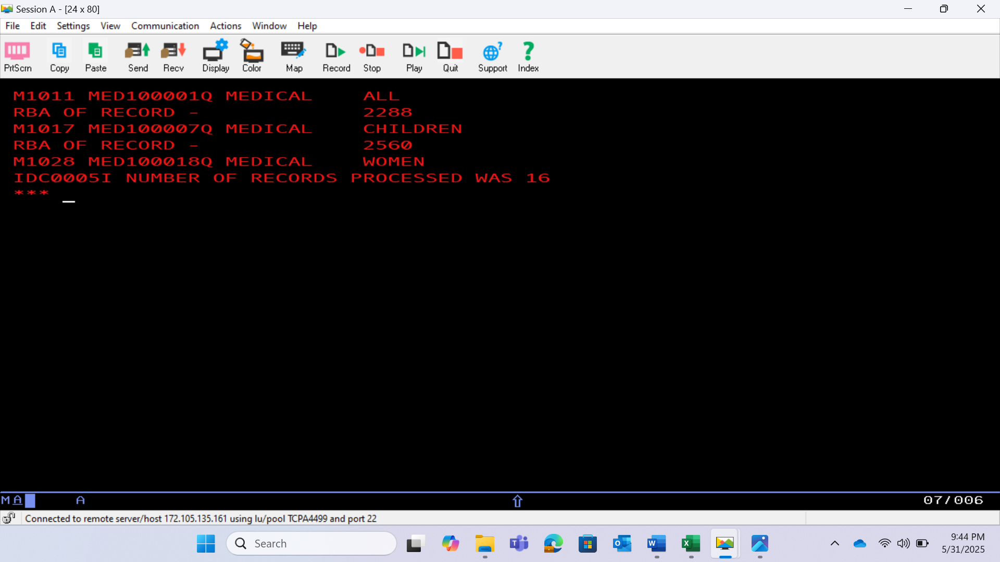 Session A - [24 x 80]
File Edit Settings View Communication Actions Window Help
PrtScrn Copy Paste Send Recv Display Color Map Record Stop Play Quit Support Index
M1011 MED100001Q MEDICAL ALL
RBA OF RECORD - 2288
M1017 MED100007Q MEDICAL CHILDREN
RBA OF RECORD - 2560
M1028 MED100018Q MEDICAL WOMEN
IDC0005I NUMBER OF RECORDS PROCESSED WAS 16
*** _
MA A 07/006
Connected to remote server/host 172.105.135.161 using lu/pool TCPA4499 and port 22
Search
9:44 PM
5/31/2025